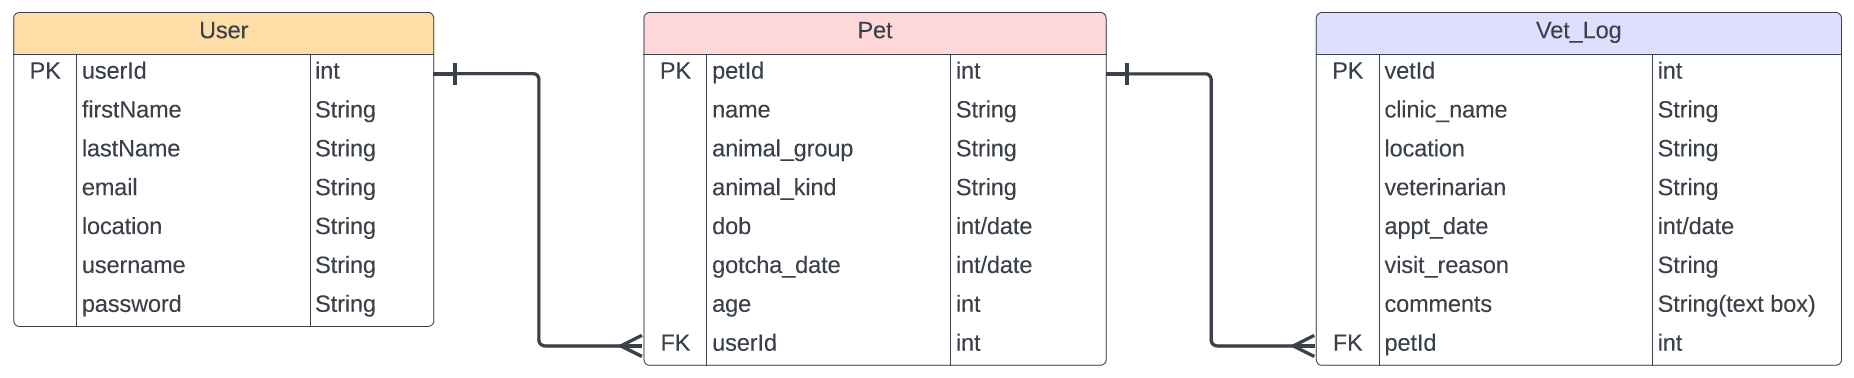 User
PK userId int
firstName String
lastName String
email String
location String
username String
password String
Pet
PK petId int
name String
animal_group String
animal_kind String
dob int/date
gotcha_date int/date
age int
FK userId int
Vet_Log
PK vetId int
clinic_name String
location String
veterinarian String
appt_date int/date
visit_reason String
comments String(text box)
FK petId int